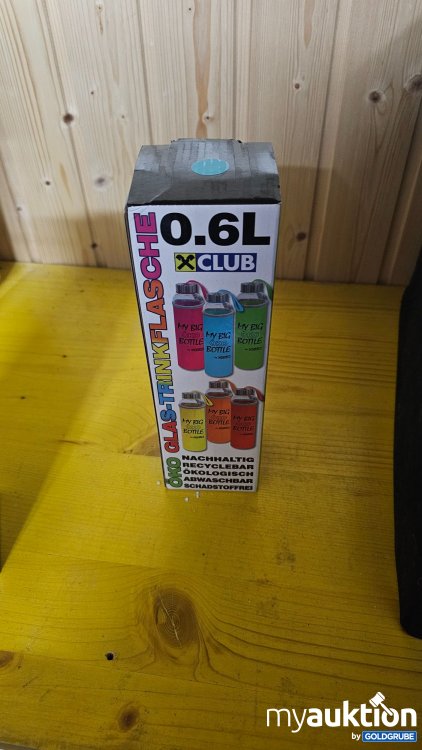 0.6L
CLUB
ÖKO GLAS-TRINKFLASCHE
MY BIG
BOTTLE
MY BIG
BOTTLE
MY BIG
BOTTLE
MY BIG
BOTTLE
MY BIG
BOTTLE
MY BIG
BOTTLE
NACHHALTIG
RECYCLEBAR
ÖKOLOGISCH
ABWASCHBAR
SCHADSTOFFREI
myauktion
by GOLDGRUBE